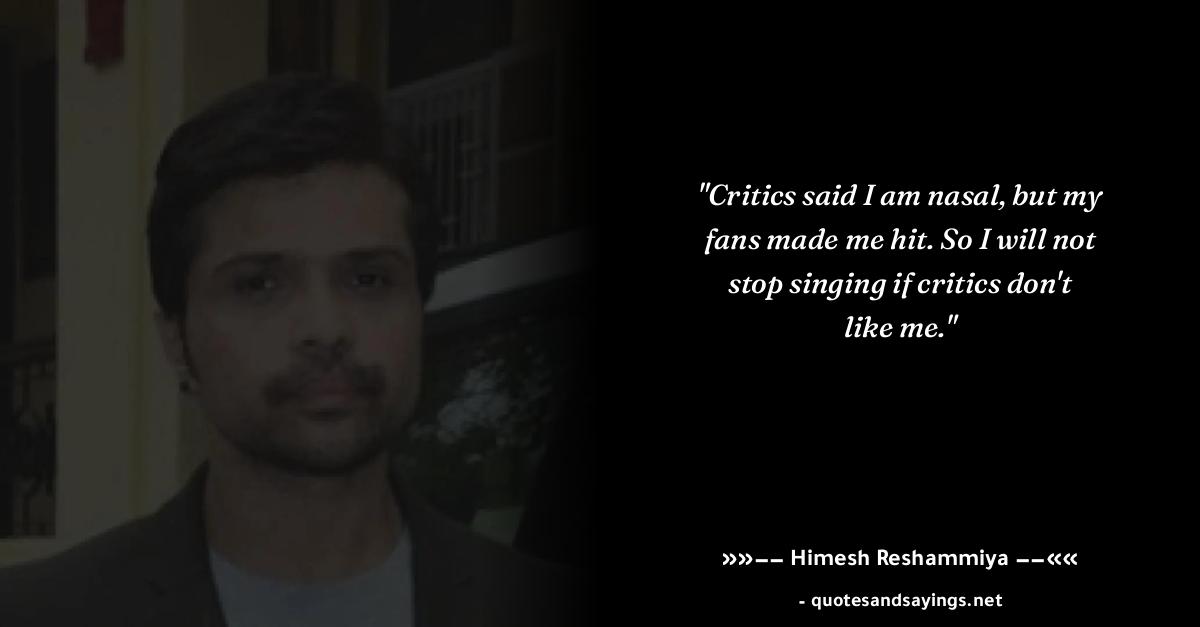 "Critics said I am nasal, but my
fans made me hit. So I will not
stop singing if critics don't
like me."
»»−− Himesh Reshammiya −−««
- quotesandsayings.net